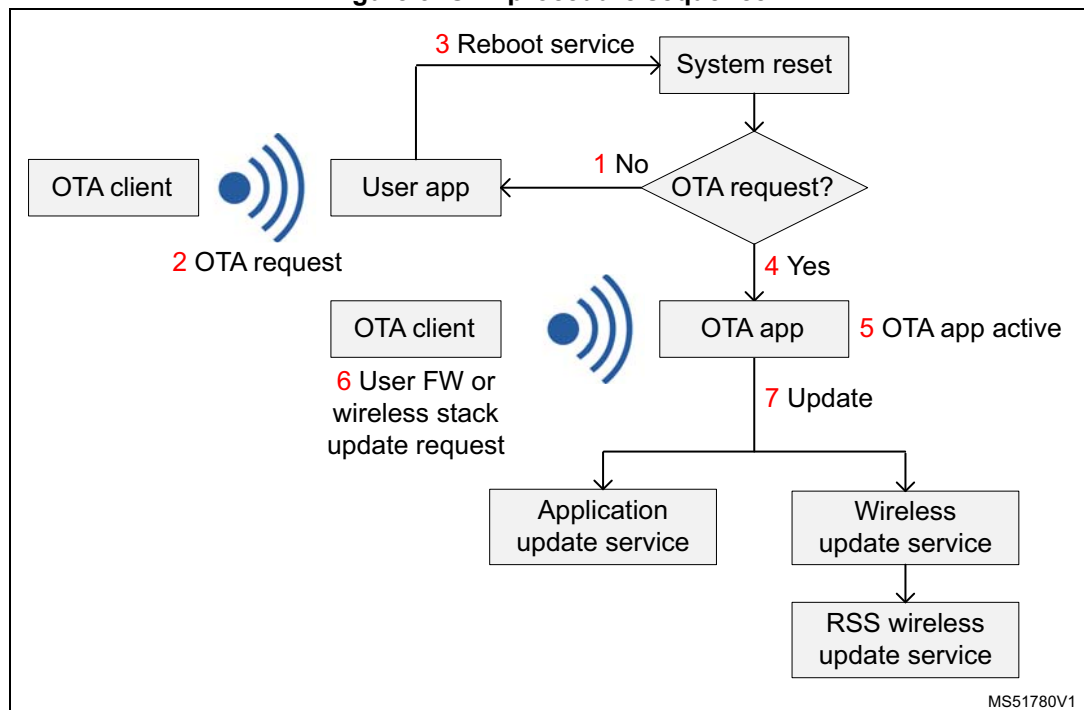 3 Reboot service
System reset
1 No
OTA request?
OTA client
User app
2 OTA request
4 Yes
OTA client
OTA app
5 OTA app active
6 User FW or
wireless stack
update request
7 Update
Application
update service
Wireless
update service
RSS wireless
update service
MS51780V1